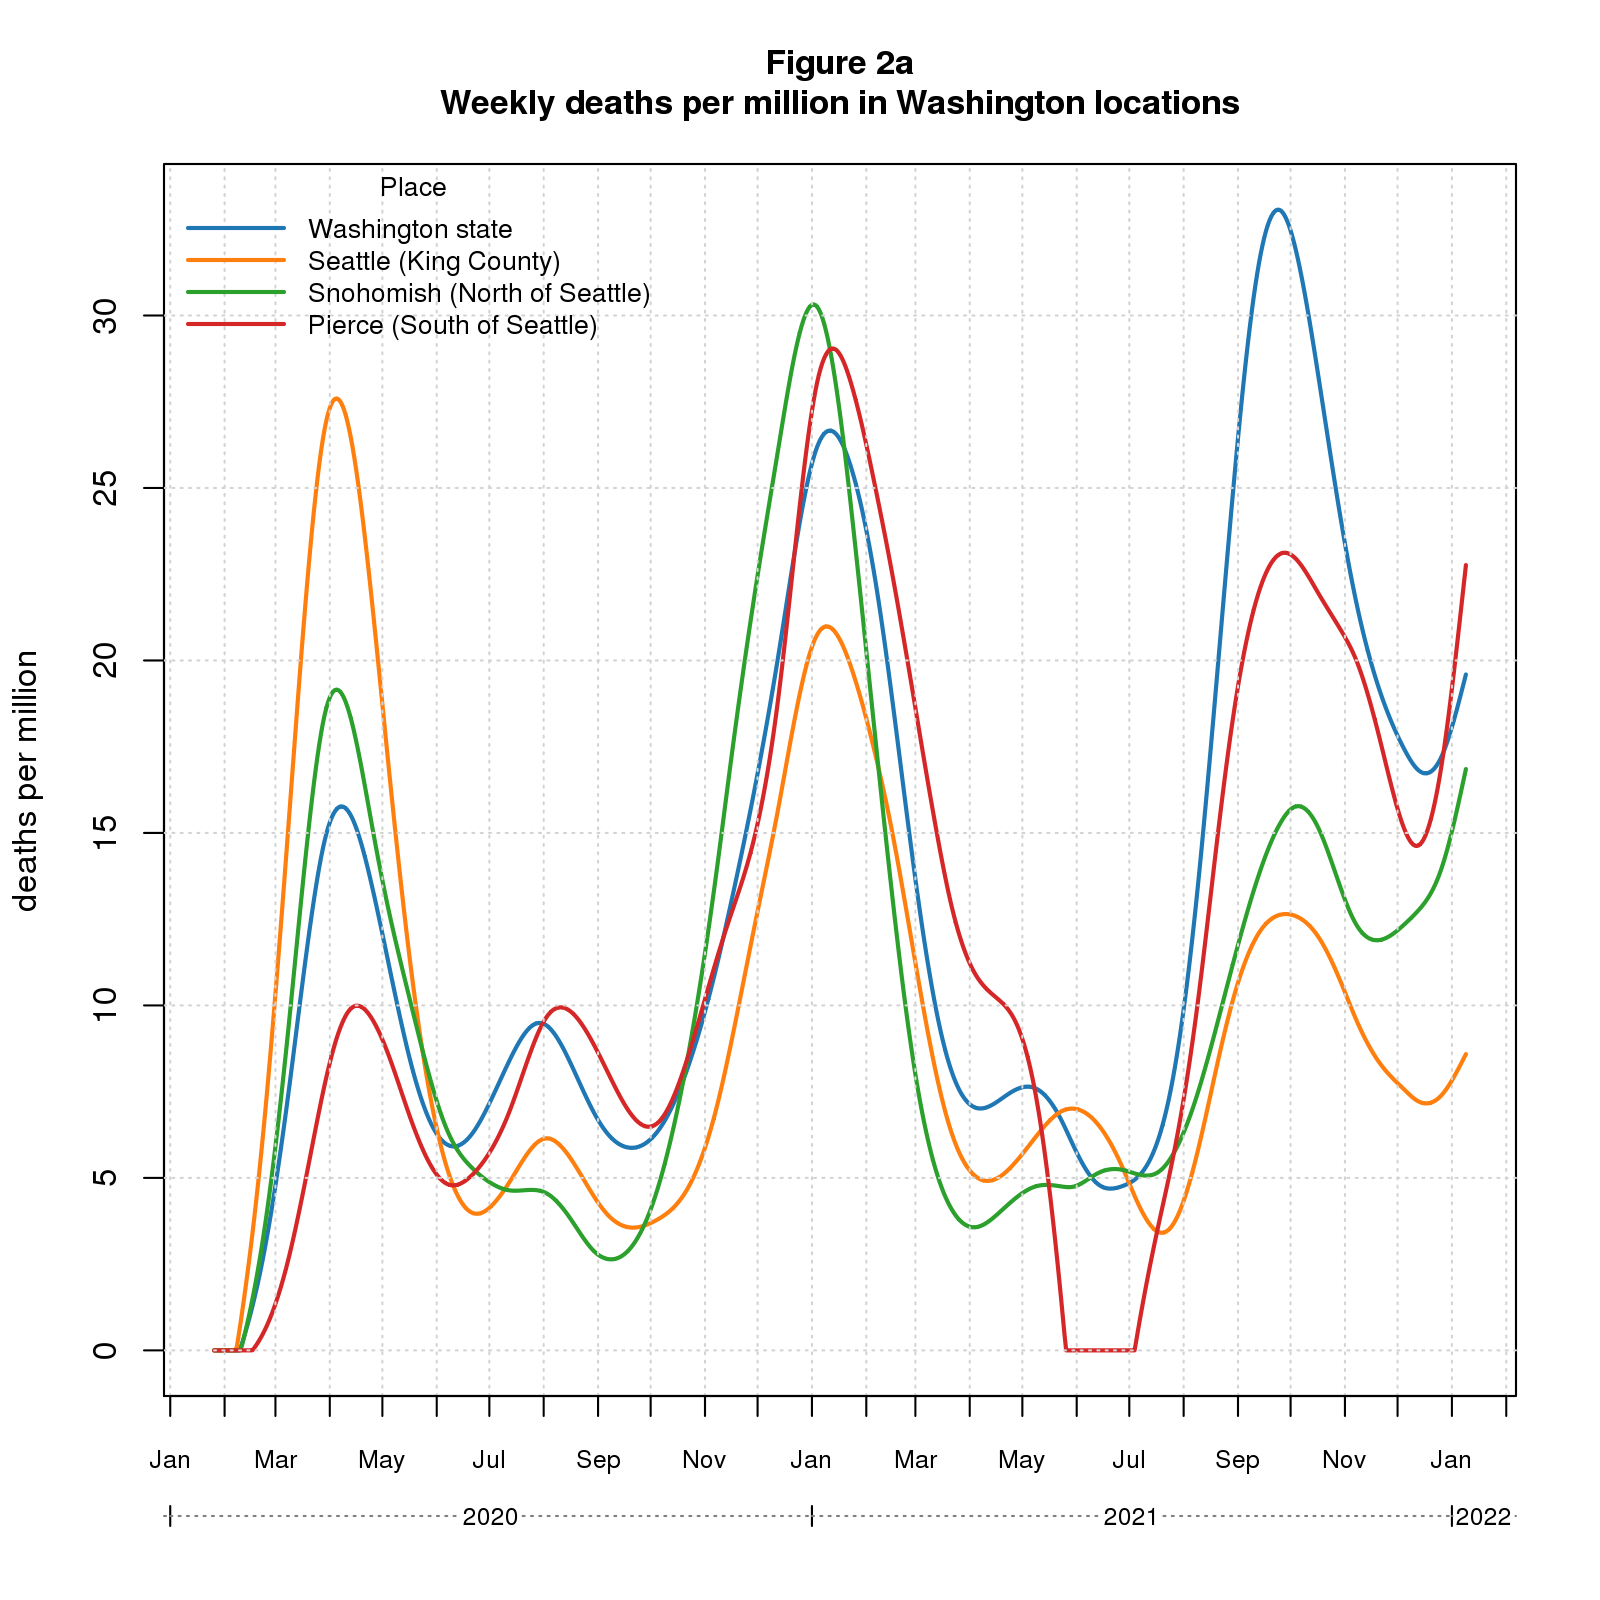 Figure 2a
Weekly deaths per million in Washington locations
Place
Washington state
Seattle (King County)
Snohomish (North of Seattle)
Pierce (South of Seattle)
deaths per million
30
25
20
15
10
5
0
Jan Mar May Jul Sep Nov Jan Mar May Jul Sep Nov Jan
2020 2021 2022